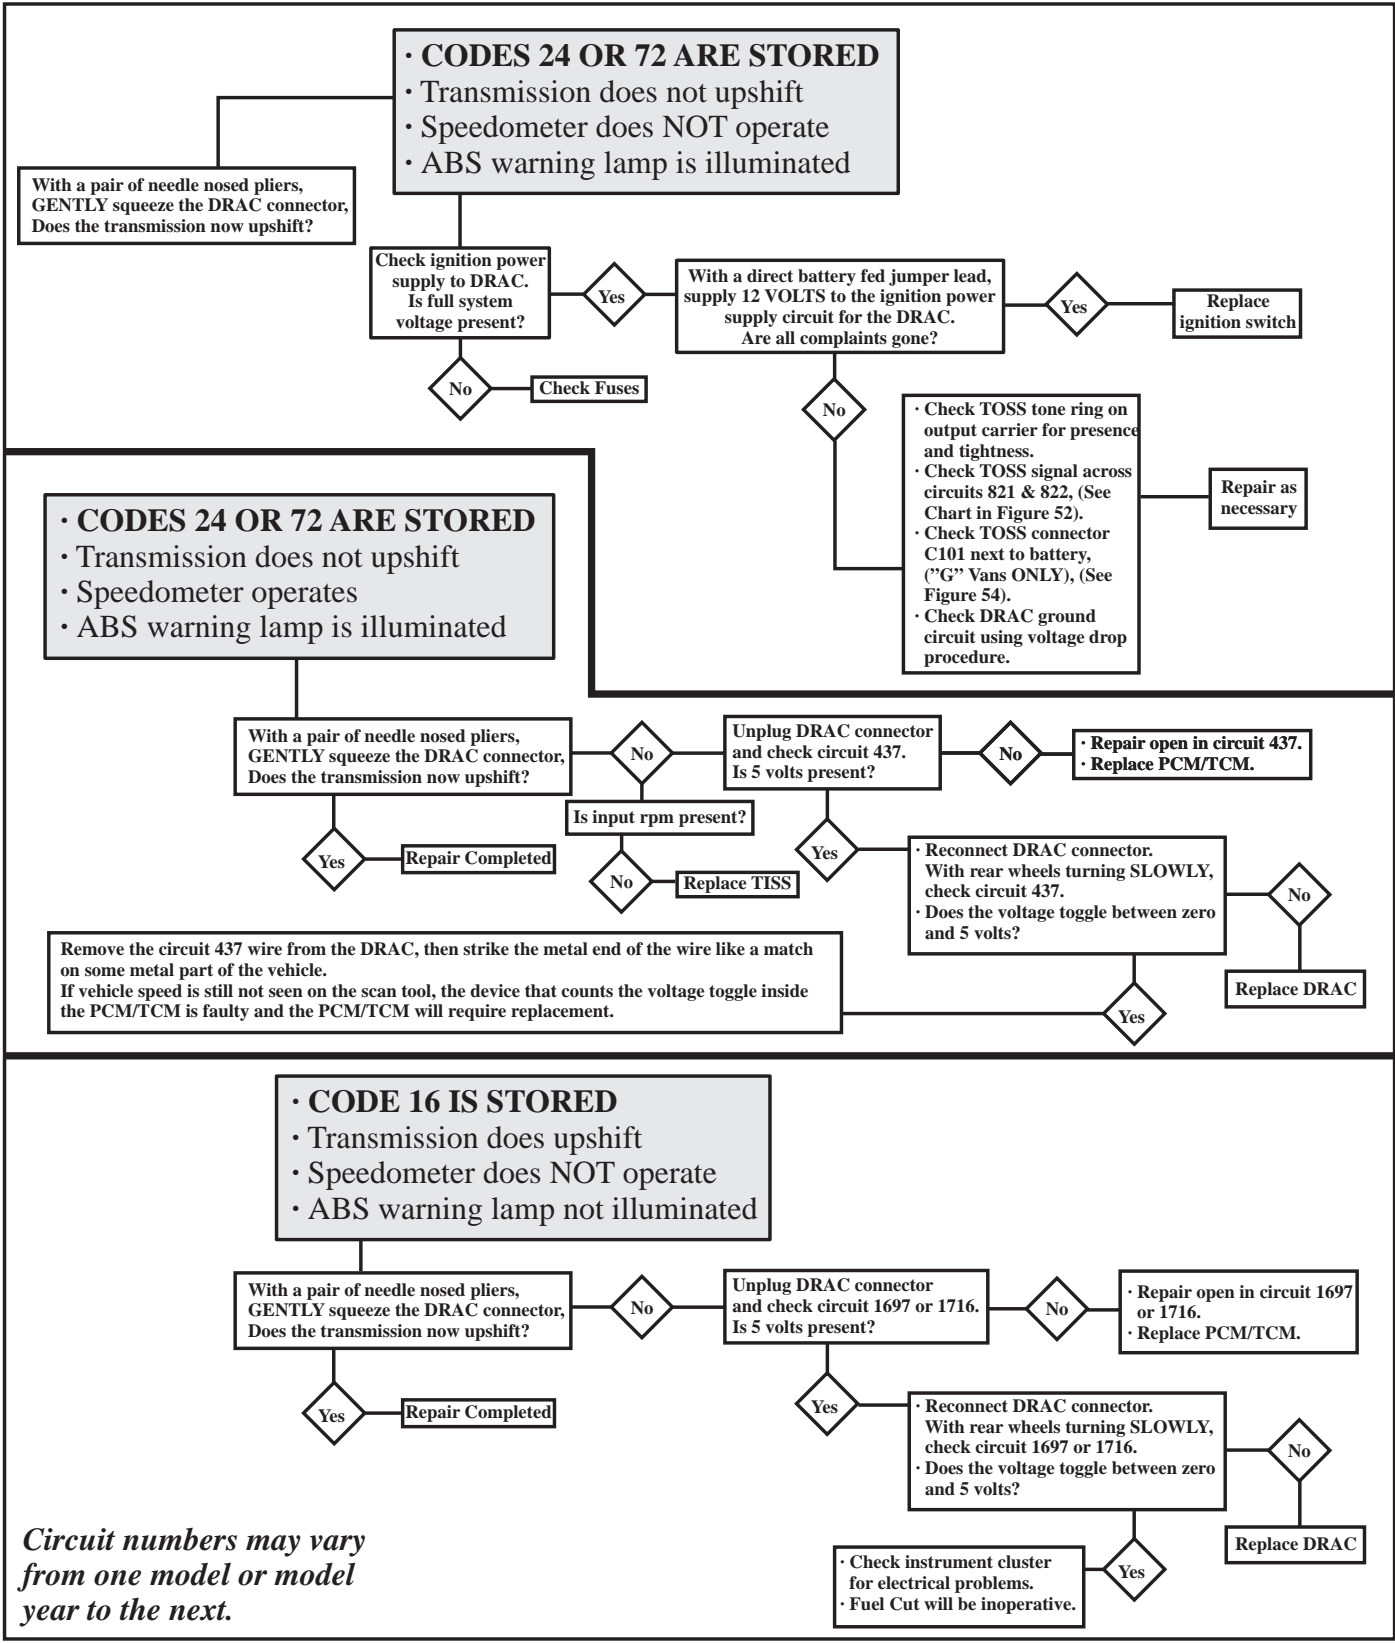 · CODES 24 OR 72 ARE STORED
· Transmission does not upshift
· Speedometer does NOT operate
· ABS warning lamp is illuminated
With a pair of needle nosed pliers,
GENTLY squeeze the DRAC connector,
Does the transmission now upshift?
Check ignition power
supply to DRAC.
Is full system
voltage present?
Yes
With a direct battery fed jumper lead,
supply 12 VOLTS to the ignition power
supply circuit for the DRAC.
Are all complaints gone?
Yes
Replace
ignition switch
No
Check Fuses
No
· Check TOSS tone ring on
output carrier for presence
and tightness.
· Check TOSS signal across
circuits 821 & 822, (See
Chart in Figure 52).
· Check TOSS connector
C101 next to battery,
(”G” Vans ONLY), (See
Figure 54).
· Check DRAC ground
circuit using voltage drop
procedure.
Repair as
necessary
· CODES 24 OR 72 ARE STORED
· Transmission does not upshift
· Speedometer operates
· ABS warning lamp is illuminated
With a pair of needle nosed pliers,
GENTLY squeeze the DRAC connector,
Does the transmission now upshift?
No
Unplug DRAC connector
and check circuit 437.
Is 5 volts present?
No
· Repair open in circuit 437.
· Replace PCM/TCM.
Is input rpm present?
Yes
Repair Completed
No
Replace TISS
Yes
· Reconnect DRAC connector.
With rear wheels turning SLOWLY,
check circuit 437.
· Does the voltage toggle between zero
and 5 volts?
No
Replace DRAC
Yes
Remove the circuit 437 wire from the DRAC, then strike the metal end of the wire like a match
on some metal part of the vehicle.
If vehicle speed is still not seen on the scan tool, the device that counts the voltage toggle inside
the PCM/TCM is faulty and the PCM/TCM will require replacement.
· CODE 16 IS STORED
· Transmission does upshift
· Speedometer does NOT operate
· ABS warning lamp not illuminated
With a pair of needle nosed pliers,
GENTLY squeeze the DRAC connector,
Does the transmission now upshift?
No
Unplug DRAC connector
and check circuit 1697 or 1716.
Is 5 volts present?
No
· Repair open in circuit 1697
or 1716.
· Replace PCM/TCM.
Yes
Repair Completed
Yes
· Reconnect DRAC connector.
With rear wheels turning SLOWLY,
check circuit 1697 or 1716.
· Does the voltage toggle between zero
and 5 volts?
No
Replace DRAC
Yes
· Check instrument cluster
for electrical problems.
· Fuel Cut will be inoperative.
Circuit numbers may vary
from one model or model
year to the next.